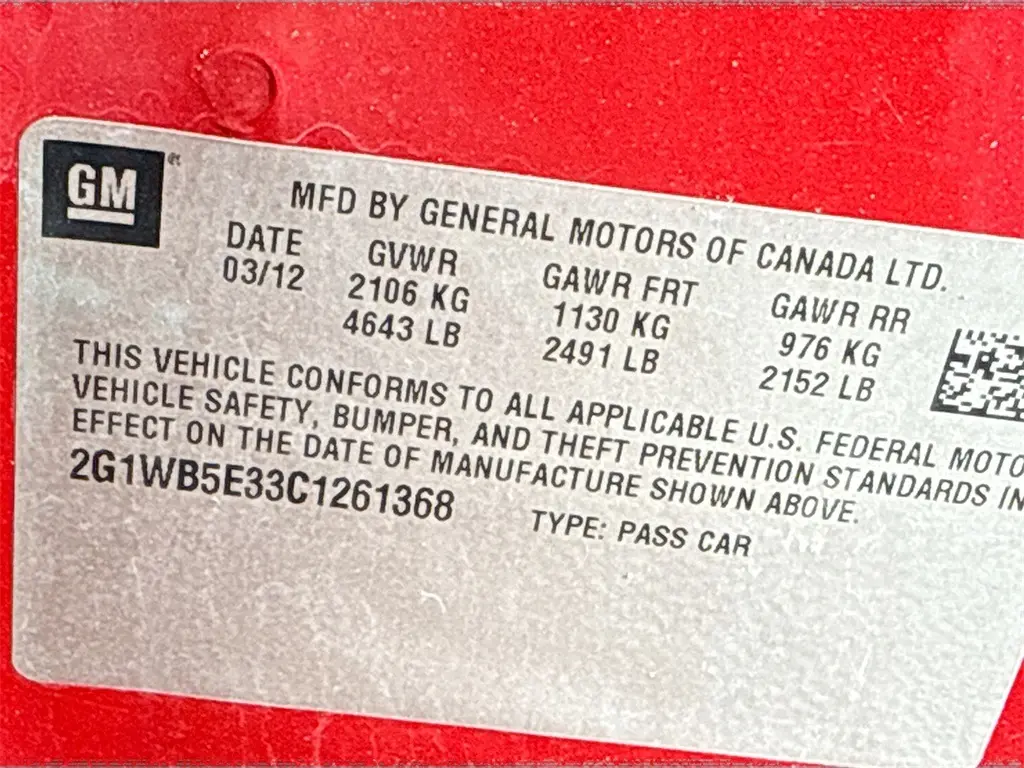 GM
MFD BY GENERAL MOTORS OF CANADA LTD.
DATE GVWR GAWR FRT GAWR RR
03/12 2106 KG 1130 KG 976 KG
4643 LB 2491 LB 2152 LB
THIS VEHICLE CONFORMS TO ALL APPLICABLE U.S. FEDERAL MOTO
VEHICLE SAFETY, BUMPER, AND THEFT PREVENTION STANDARDS IN
EFFECT ON THE DATE OF MANUFACTURE SHOWN ABOVE.
2G1WB5E33C1261368 TYPE: PASS CAR